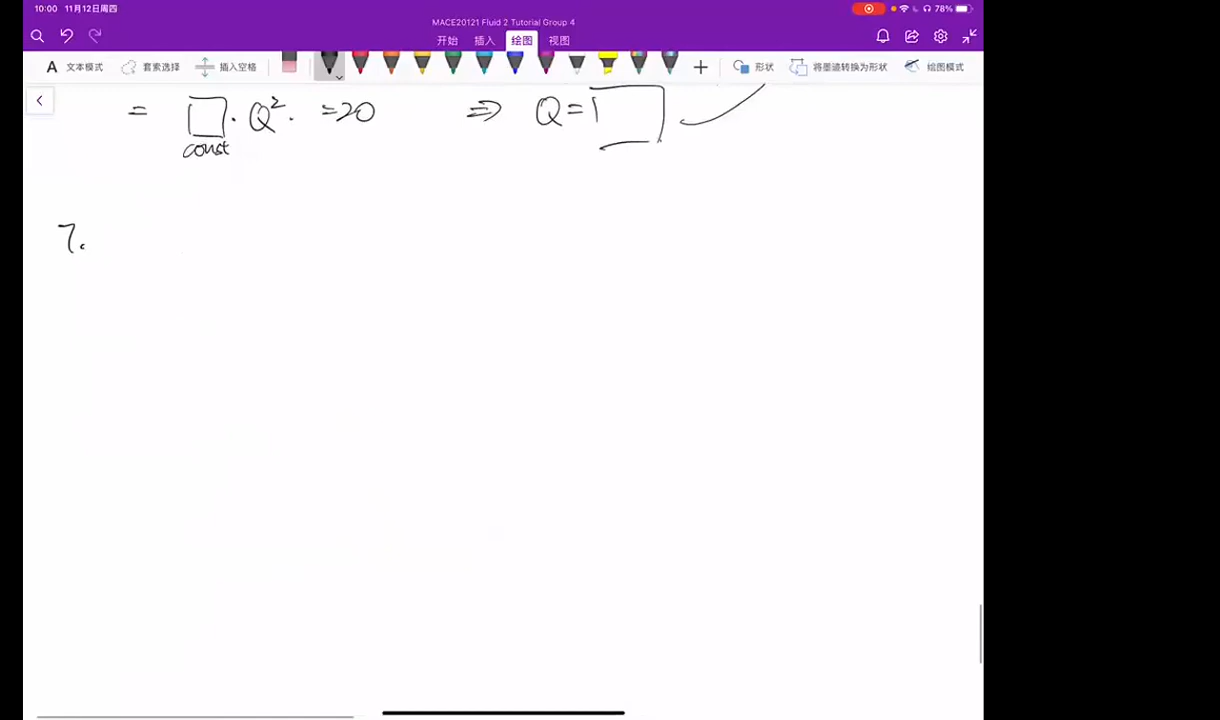 10:00 11月12日周四
78%
MACE20121 Fluid 2 Tutorial Group 4
开始 插入 绘图 视图
A 文本模式 套索选择 插入空格 形状 将墨迹转换为形状 绘图模式
= □ · Q². =20 ⇒ Q=
const
7.